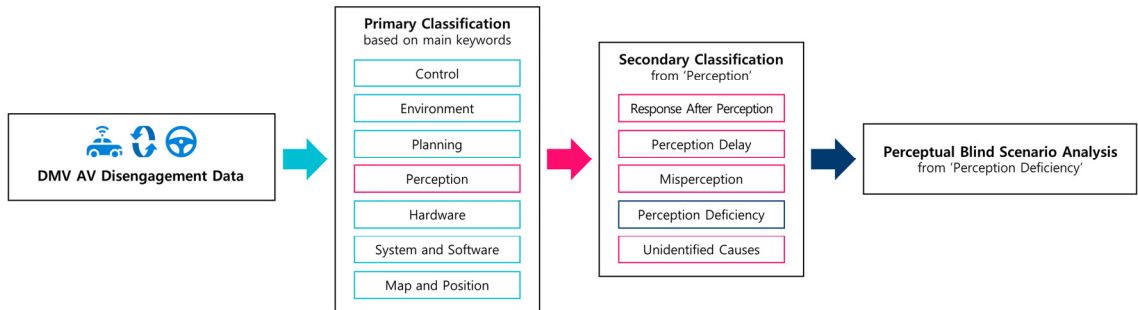 DMV AV Disengagement Data
Primary Classification
based on main keywords
Control
Environment
Planning
Perception
Hardware
System and Software
Map and Position
Secondary Classification
from ‘Perception’
Response After Perception
Perception Delay
Misperception
Perception Deficiency
Unidentified Causes
Perceptual Blind Scenario Analysis
from ‘Perception Deficiency’